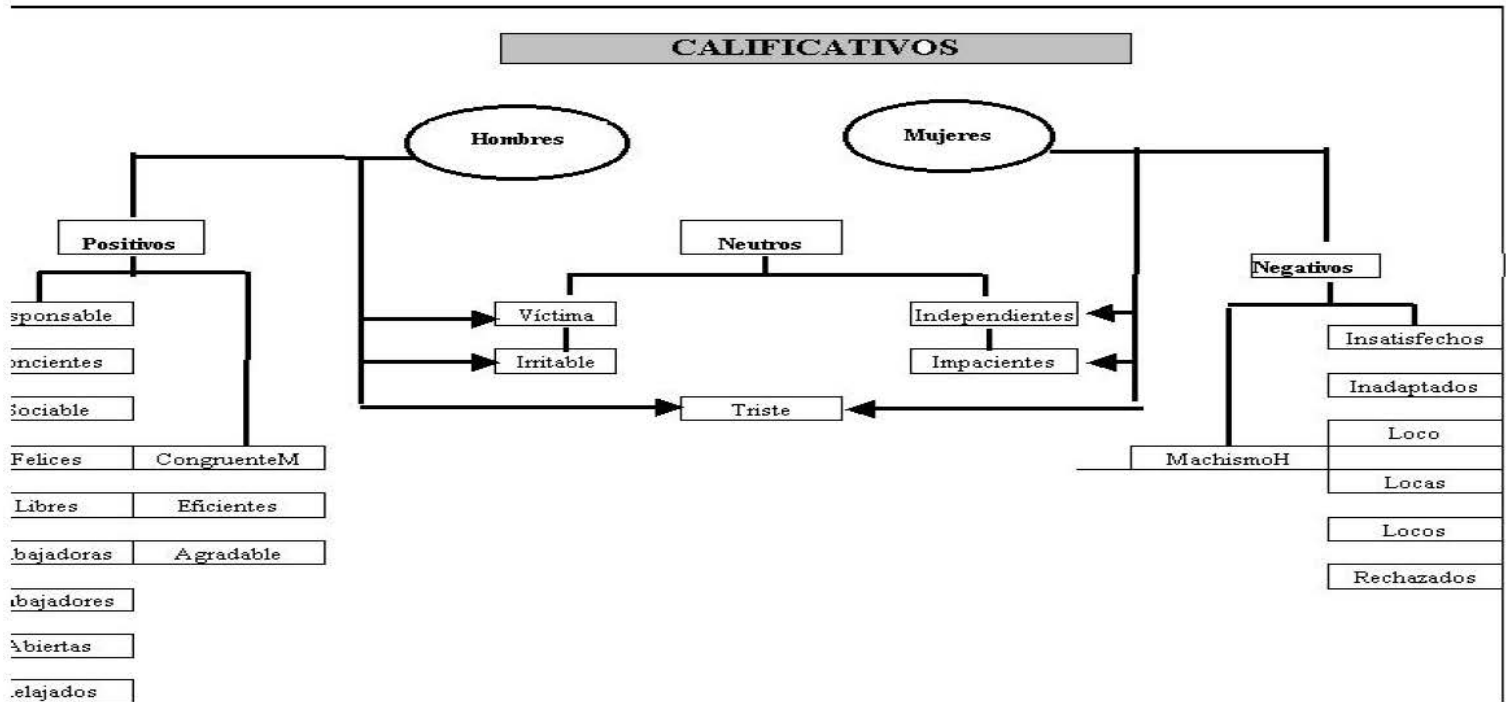 CALIFICATIVOS
Hombres
Mujeres
Positivos
Neutros
Negativos
sponsable
oncientes
Sociable
Felices
Libres
bajadoras
abajadores
Abiertas
elajados
CongruenteM
Eficientes
Agradable
Víctima
Irritable
Triste
Independientes
Impacientes
MachismoH
Insatisfechos
Inadaptados
Loco
Locas
Locos
Rechazados